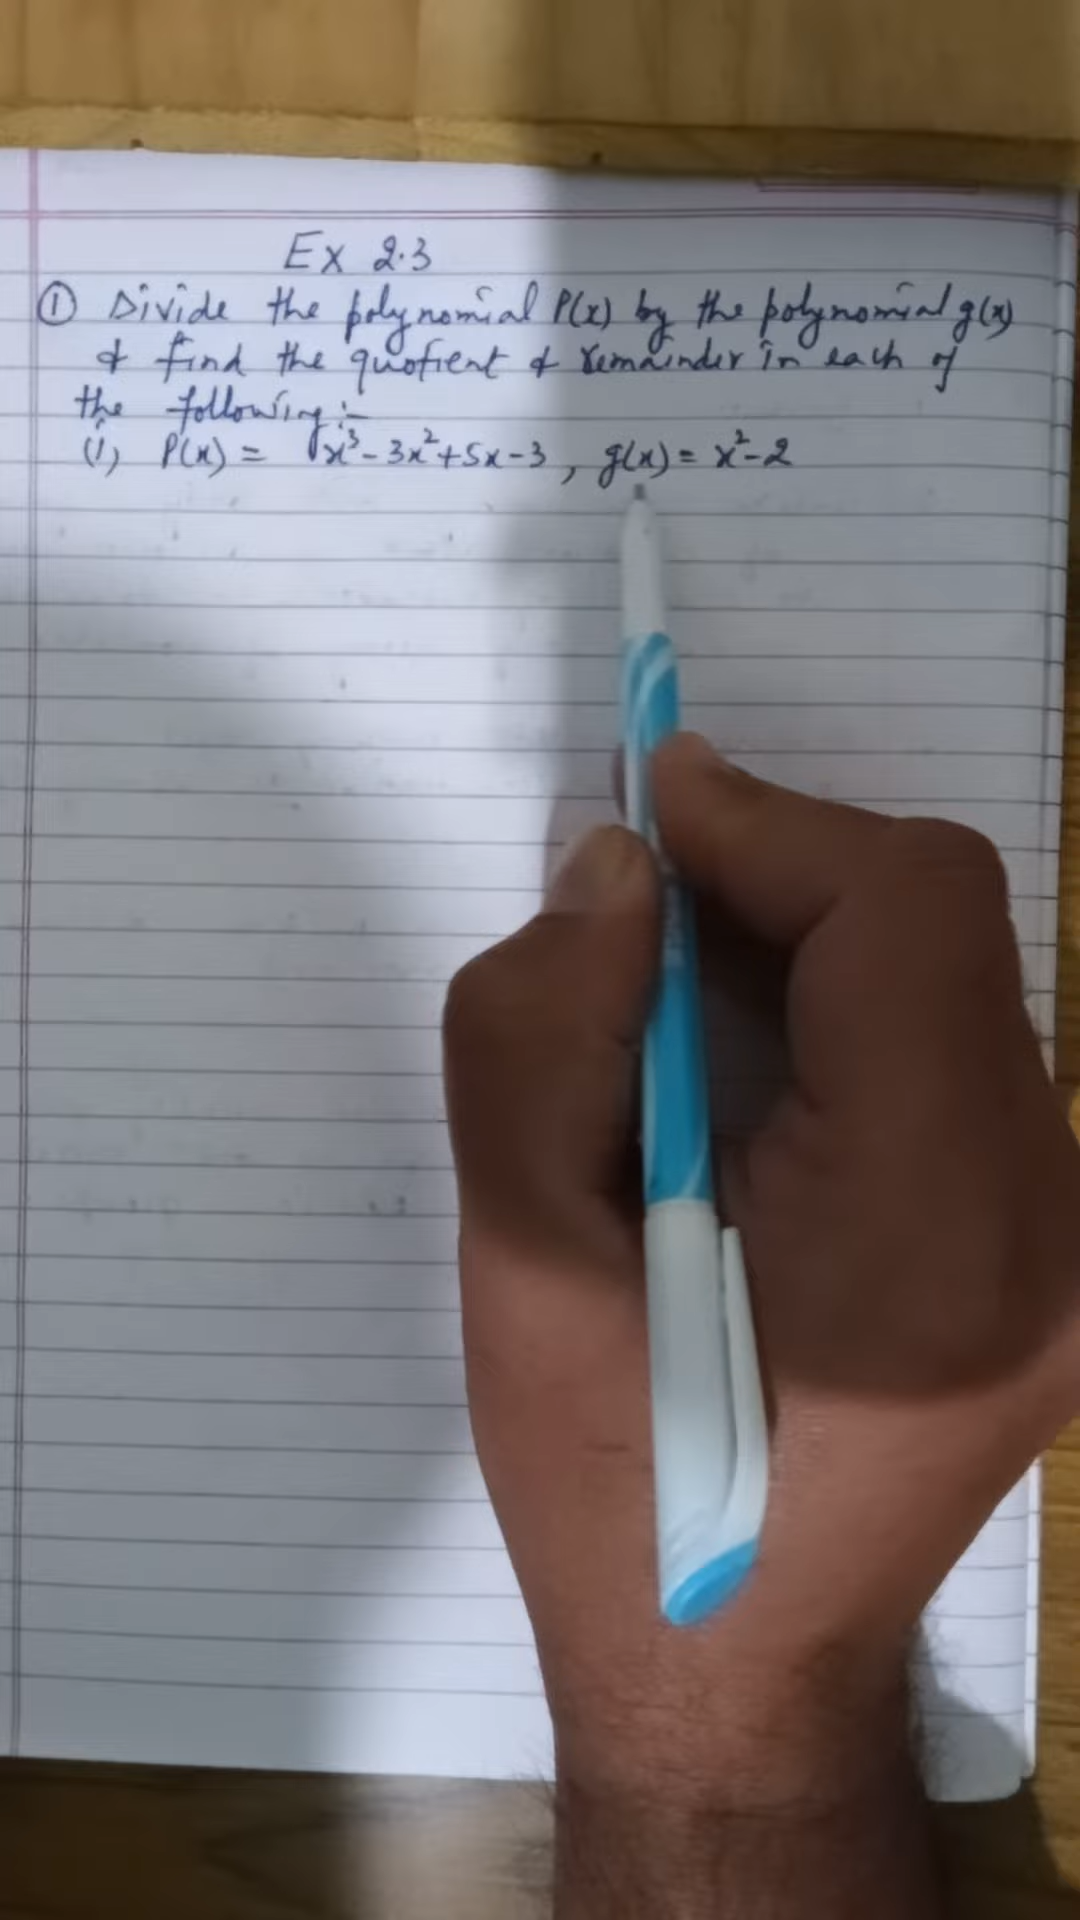 Ex 2.3
① Divide the polynomial P(x) by the polynomial g(x)
& find the quotient & remainder in each of
the following:-
(i) P(x) = x³-3x²+5x-3, g(x) = x²-2